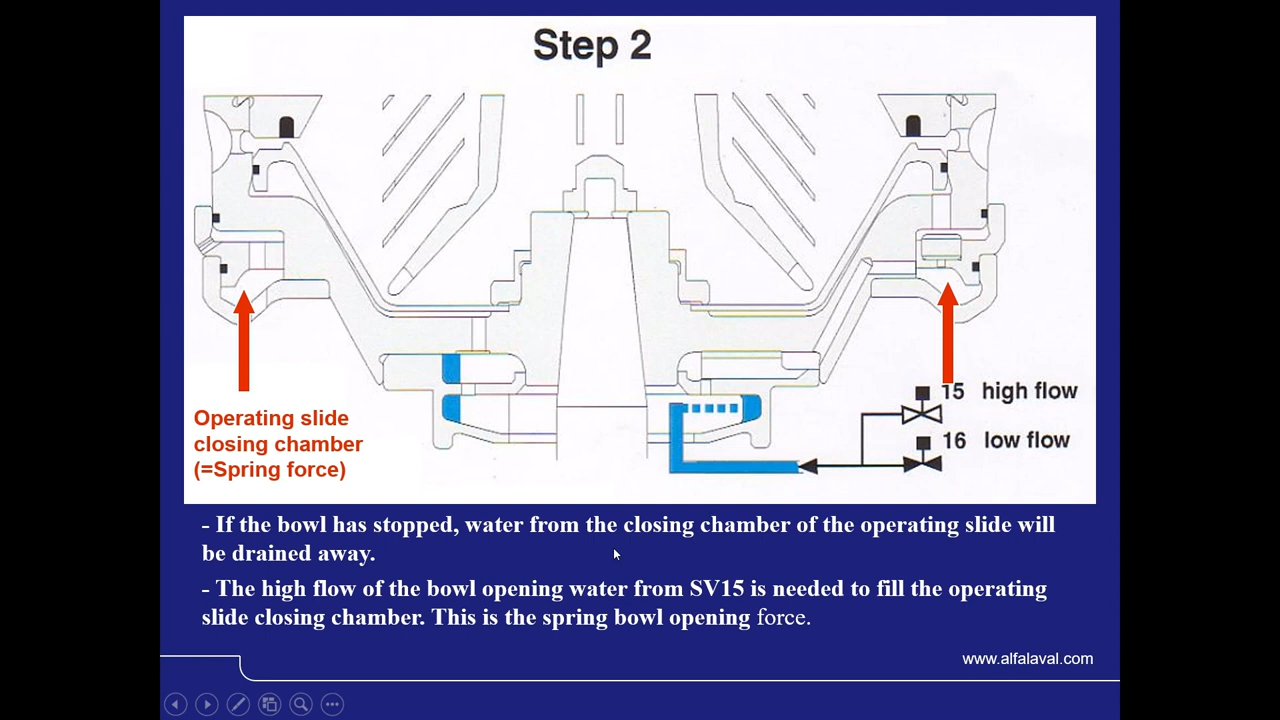 Step 2
15 high flow
16 low flow
Operating slide
closing chamber
(=Spring force)
- If the bowl has stopped, water from the closing chamber of the operating slide will
be drained away.
- The high flow of the bowl opening water from SV15 is needed to fill the operating
slide closing chamber. This is the spring bowl opening force.
www.alfalaval.com